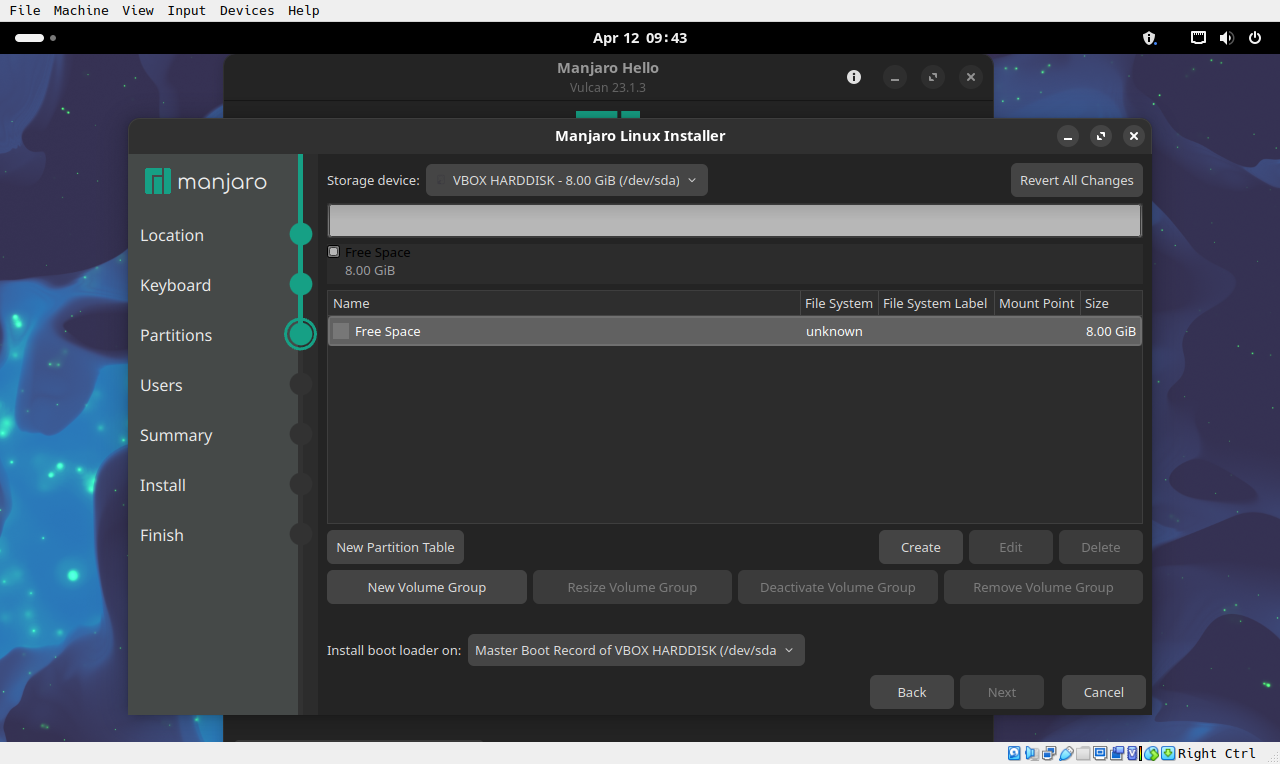 File Machine View Input Devices Help
Apr 12 09:43
Manjaro Hello
Vulcan 23.1.3
Manjaro Linux Installer
manjaro
Location
Keyboard
Partitions
Users
Summary
Install
Finish
Storage device: VBOX HARDDISK - 8.00 GiB (/dev/sda) Revert All Changes
Free Space
8.00 GiB
Name File System File System Label Mount Point Size
Free Space unknown 8.00 GiB
New Partition Table Create Edit Delete
New Volume Group Resize Volume Group Deactivate Volume Group Remove Volume Group
Install boot loader on: Master Boot Record of VBOX HARDDISK (/dev/sda
Back Next Cancel
Right Ctrl